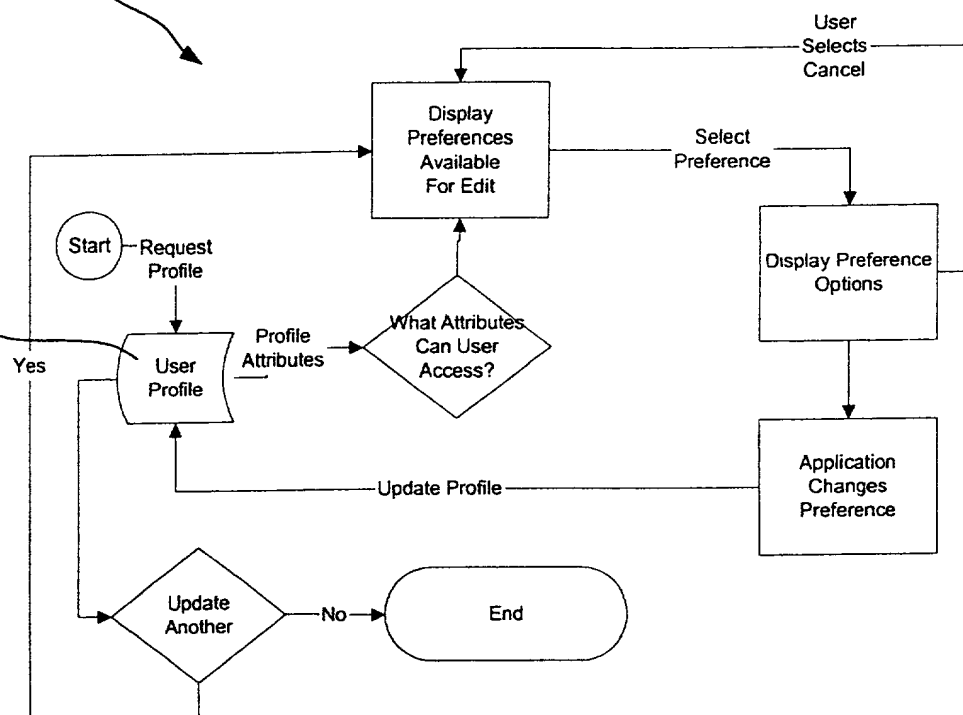 User
Selects
Cancel
Display
Preferences
Available
For Edit
Select
Preference
Start
Request
Profile
Display Preference
Options
What Attributes
Can User
Access?
Profile
Attributes
Yes
User
Profile
Application
Changes
Preference
Update Profile
Update
Another
No
End